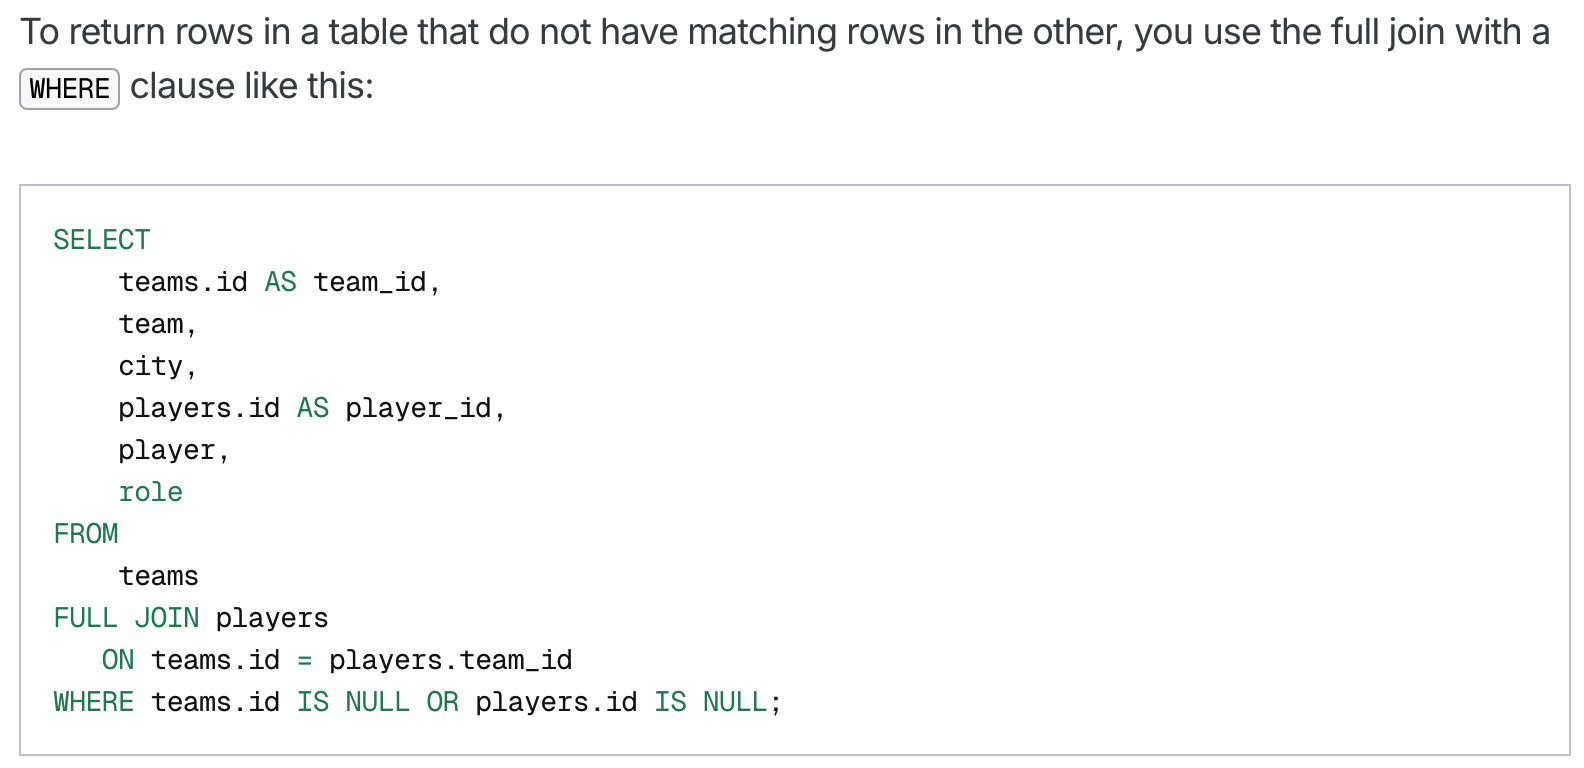 To return rows in a table that do not have matching rows in the other, you use the full join with a
WHERE clause like this:
SELECT
    teams.id AS team_id,
    team,
    city,
    players.id AS player_id,
    player,
    role
FROM
    teams
FULL JOIN players
   ON teams.id = players.team_id
WHERE teams.id IS NULL OR players.id IS NULL;